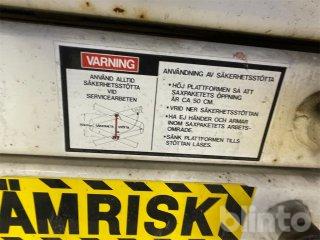 VARNING
ANVÄND ALLTID
SÄKERHETSSTÖTTA
VID
SERVICEARBETEN
ANVÄNDNING AV SÄKERHETSSTÖTTA
• HÖJ PLATTFORMEN SÅ ATT
SAXPAKETETS ÖPPNING
ÄR CA 50 CM.
• VRID NER SÄKERHETSSTÖTTAN
• HA EJ HÄNDER OCH ARMAR
INOM SAXPAKETETS ARBETS-
OMRÅDE.
• SÄNK PLATTFORMEN TILLS
STÖTTAN LÅSES.
ÄMRISK
blinto